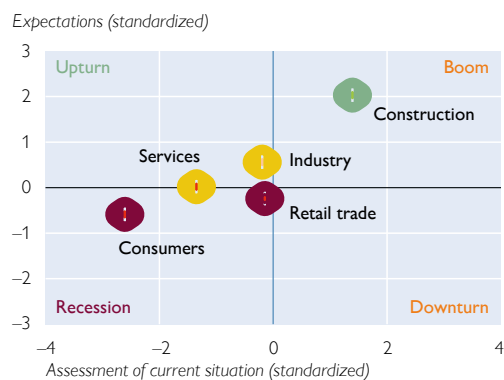 Expectations (standardized)
3
Upturn
Boom
2
Construction
1
Services
Industry
0
Retail trade
Consumers
−1
−2
Recession
Downturn
−3
−4
−2
0
2
4
Assessment of current situation (standardized)